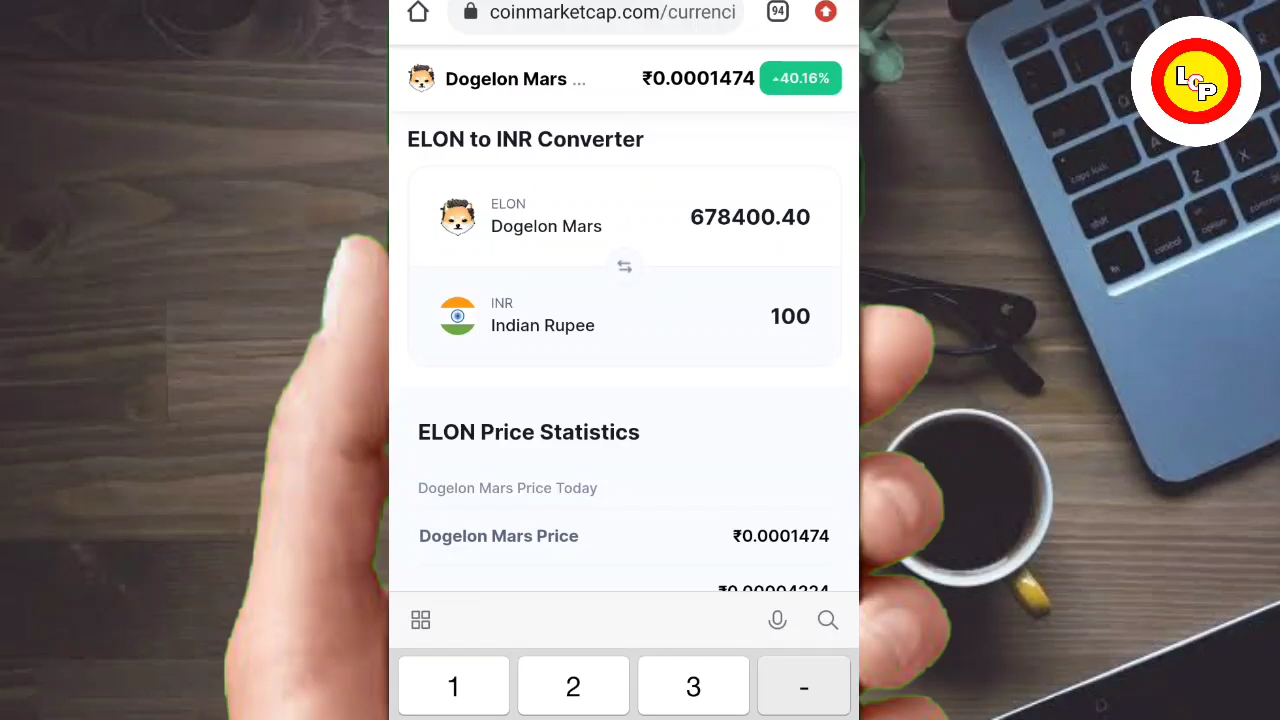 coinmarketcap.com/currenci
94
Dogelon Mars ...
₹0.0001474
40.16%
LCP
ELON to INR Converter
ELON
Dogelon Mars
678400.40
INR
Indian Rupee
100
ELON Price Statistics
Dogelon Mars Price Today
Dogelon Mars Price
₹0.0001474
1
2
3
-